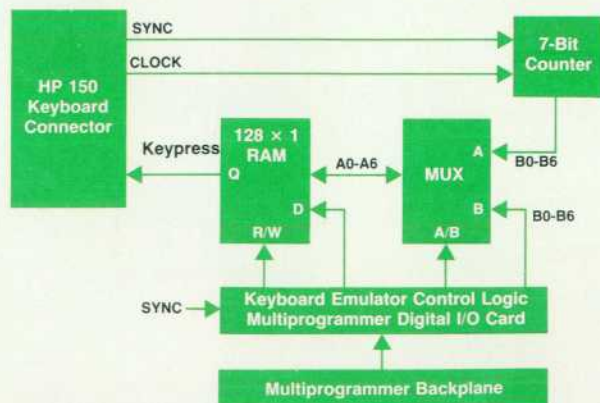 SYNC
CLOCK
HP 150
Keyboard
Connector
7-Bit
Counter
128 × 1
RAM
Keypress
Q
D
R/W
A0-A6
A
MUX
B
A/B
B0-B6
B0-B6
SYNC
Keyboard Emulator Control Logic
Multiprogrammer Digital I/O Card
Multiprogrammer Backplane